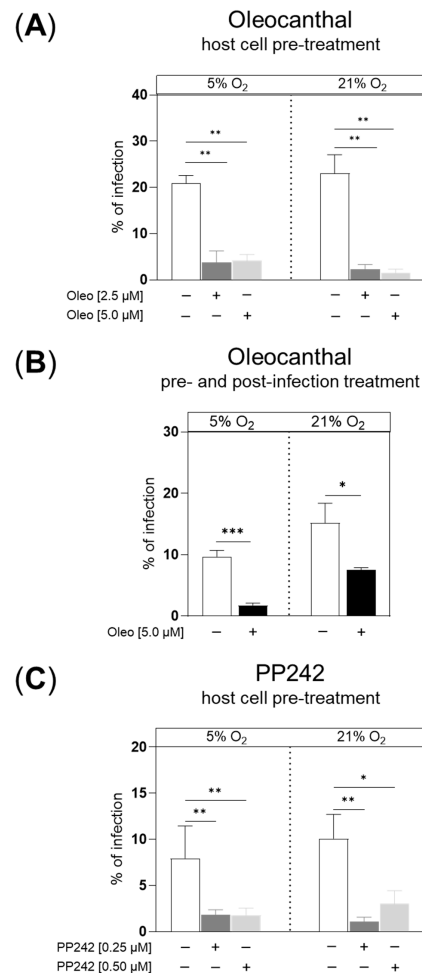 (A)
Oleocanthal
host cell pre-treatment
5% O₂ 21% O₂
40
30
20
10
0
% of infection
** ** ** **
Oleo [2.5 µM] – + – – + –
Oleo [5.0 µM] – – + – – +
(B)
Oleocanthal
pre- and post-infection treatment
5% O₂ 21% O₂
30
20
10
0
% of infection
*** *
Oleo [5.0 µM] – + – +
(C)
PP242
host cell pre-treatment
5% O₂ 21% O₂
20
15
10
5
0
% of infection
** ** * **
PP242 [0.25 µM] – + – – + –
PP242 [0.50 µM] – – + – – +